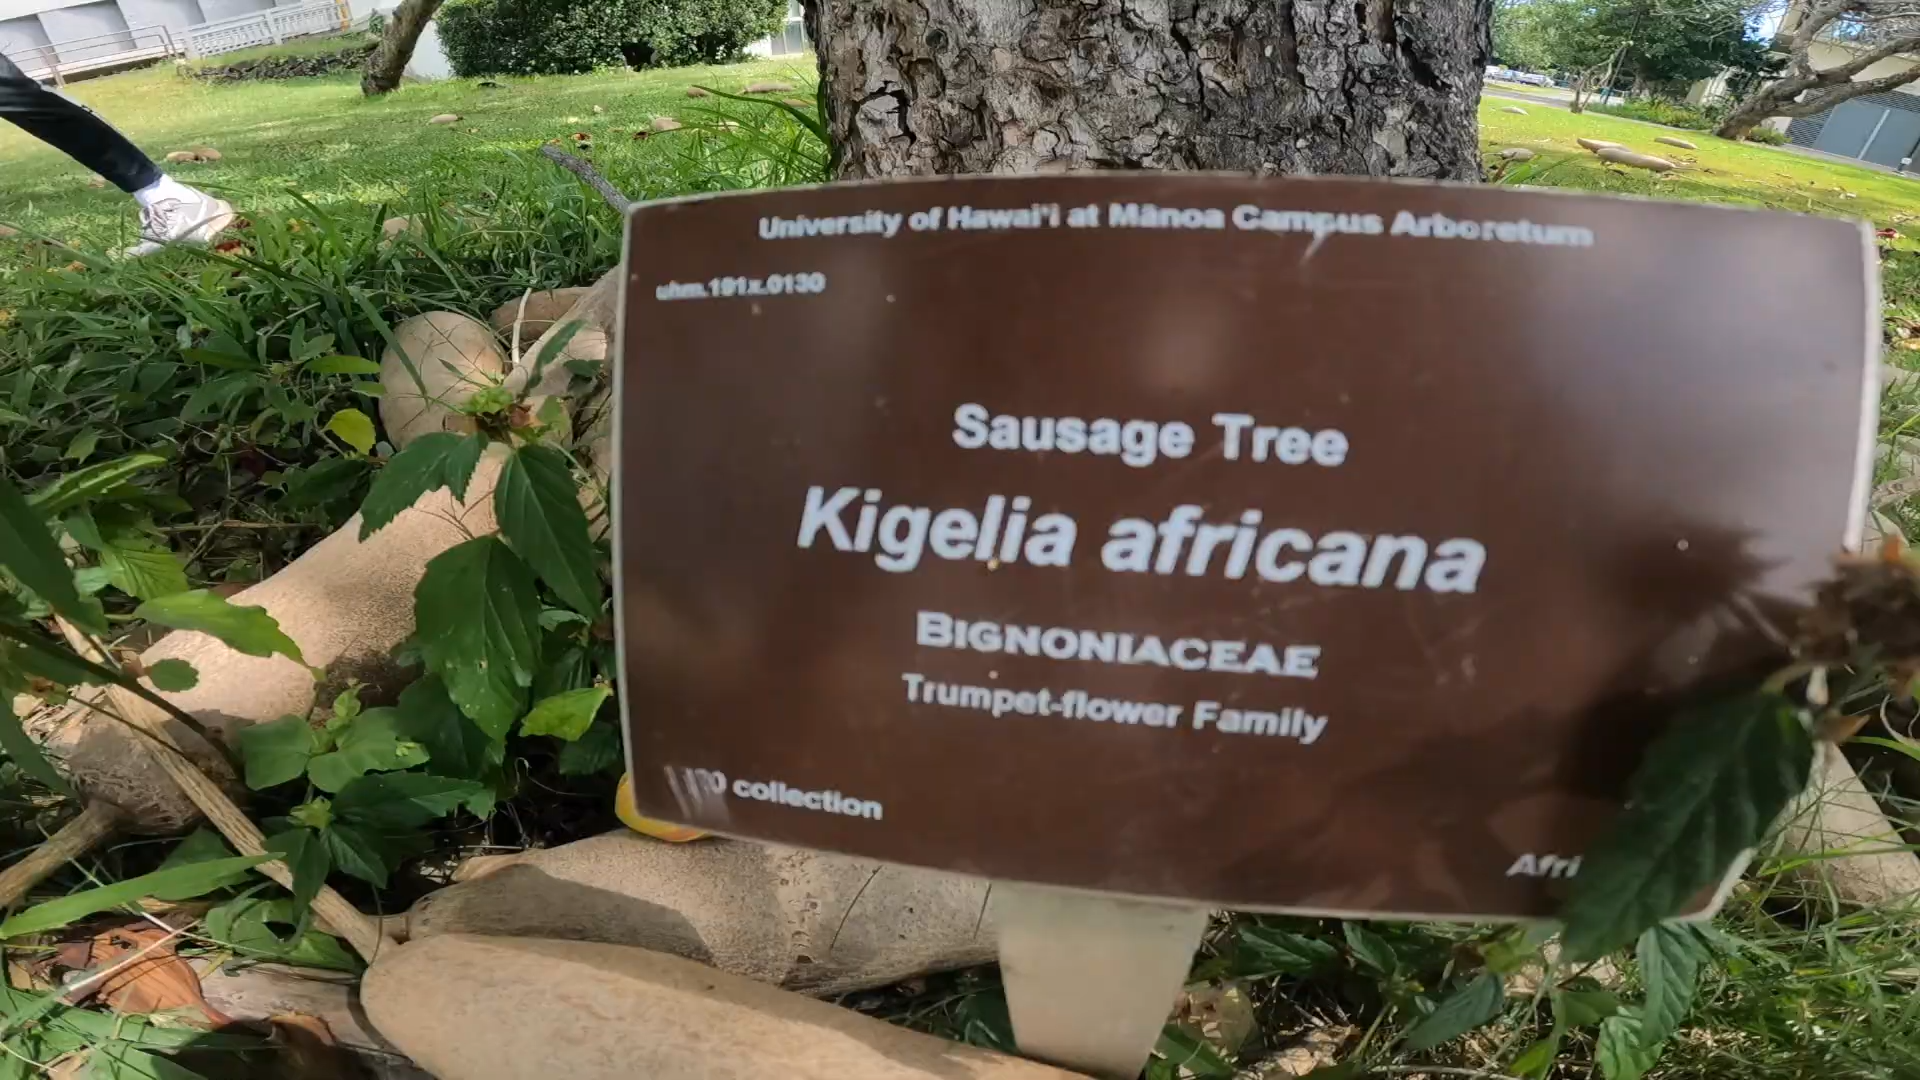 University of Hawai'i at Mānoa Campus Arboretum
uhm.191x.0130
Sausage Tree
Kigelia africana
BIGNONIACEAE
Trumpet-flower Family
collection
Afri